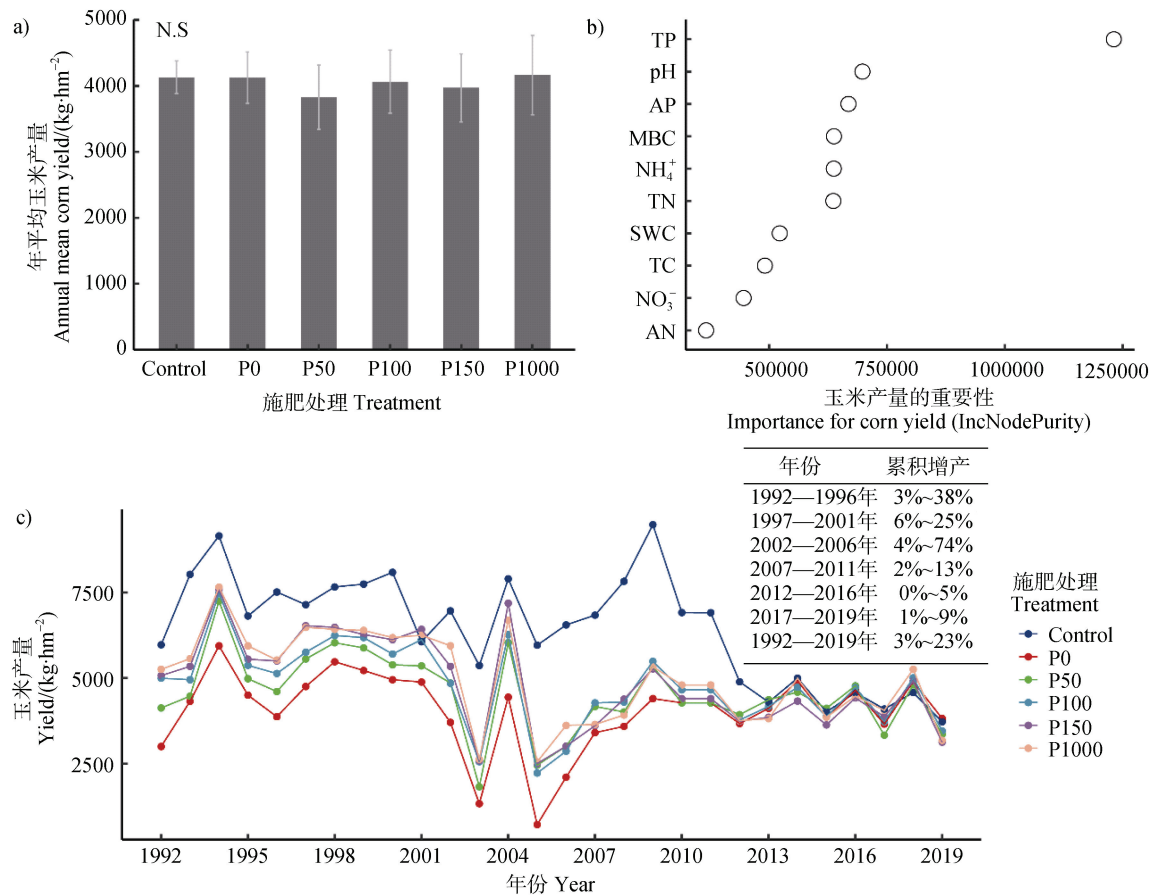 a)
N.S
5000
4000
3000
2000
1000
0
年平均玉米产量
Annual mean corn yield/(kg·hm⁻²)
Control P0 P50 P100 P150 P1000
施肥处理 Treatment
b)
TP
pH
AP
MBC
NH₄⁺
TN
SWC
TC
NO₃⁻
AN
500000 750000 1000000 1250000
玉米产量的重要性
Importance for corn yield (IncNodePurity)
年份 累积增产
1992—1996年 3%~38%
1997—2001年 6%~25%
2002—2006年 4%~74%
2007—2011年 2%~13%
2012—2016年 0%~5%
2017—2019年 1%~9%
1992—2019年 3%~23%
c)
7500
5000
2500
玉米产量
Yield/(kg·hm⁻²)
1992 1995 1998 2001 2004 2007 2010 2013 2016 2019
年份 Year
施肥处理
Treatment
Control
P0
P50
P100
P150
P1000